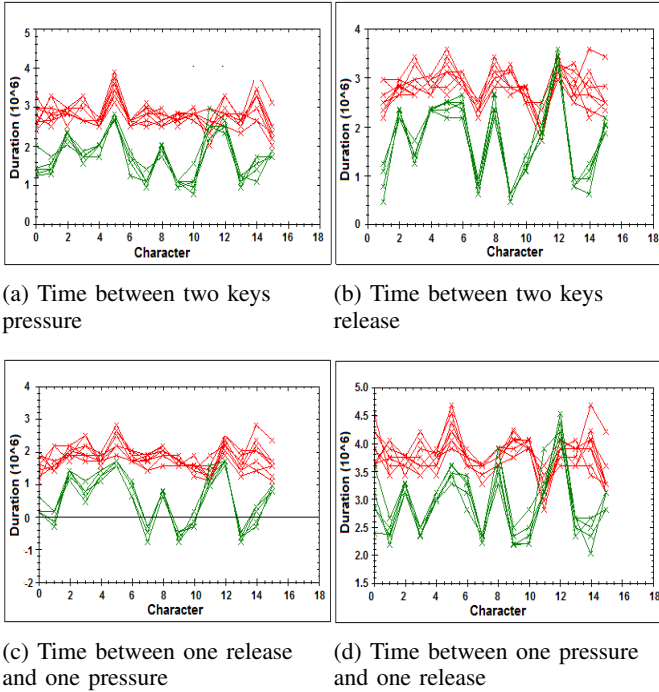 5
4
3
2
1
0
Duration (10^6)
0 2 4 6 8 10 12 14 16 18
Character
4
3
2
1
0
Duration (10^6)
0 2 4 6 8 10 12 14 16 18
Character
(a) Time between two keys
pressure
(b) Time between two keys
release
4
3
2
1
0
-1
-2
Duration (10^6)
0 2 4 6 8 10 12 14 16 18
Character
5.0
4.5
4.0
3.5
3.0
2.5
2.0
1.5
Duration (10^6)
0 2 4 6 8 10 12 14 16 18
Character
(c) Time between one release
and one pressure
(d) Time between one pressure
and one release